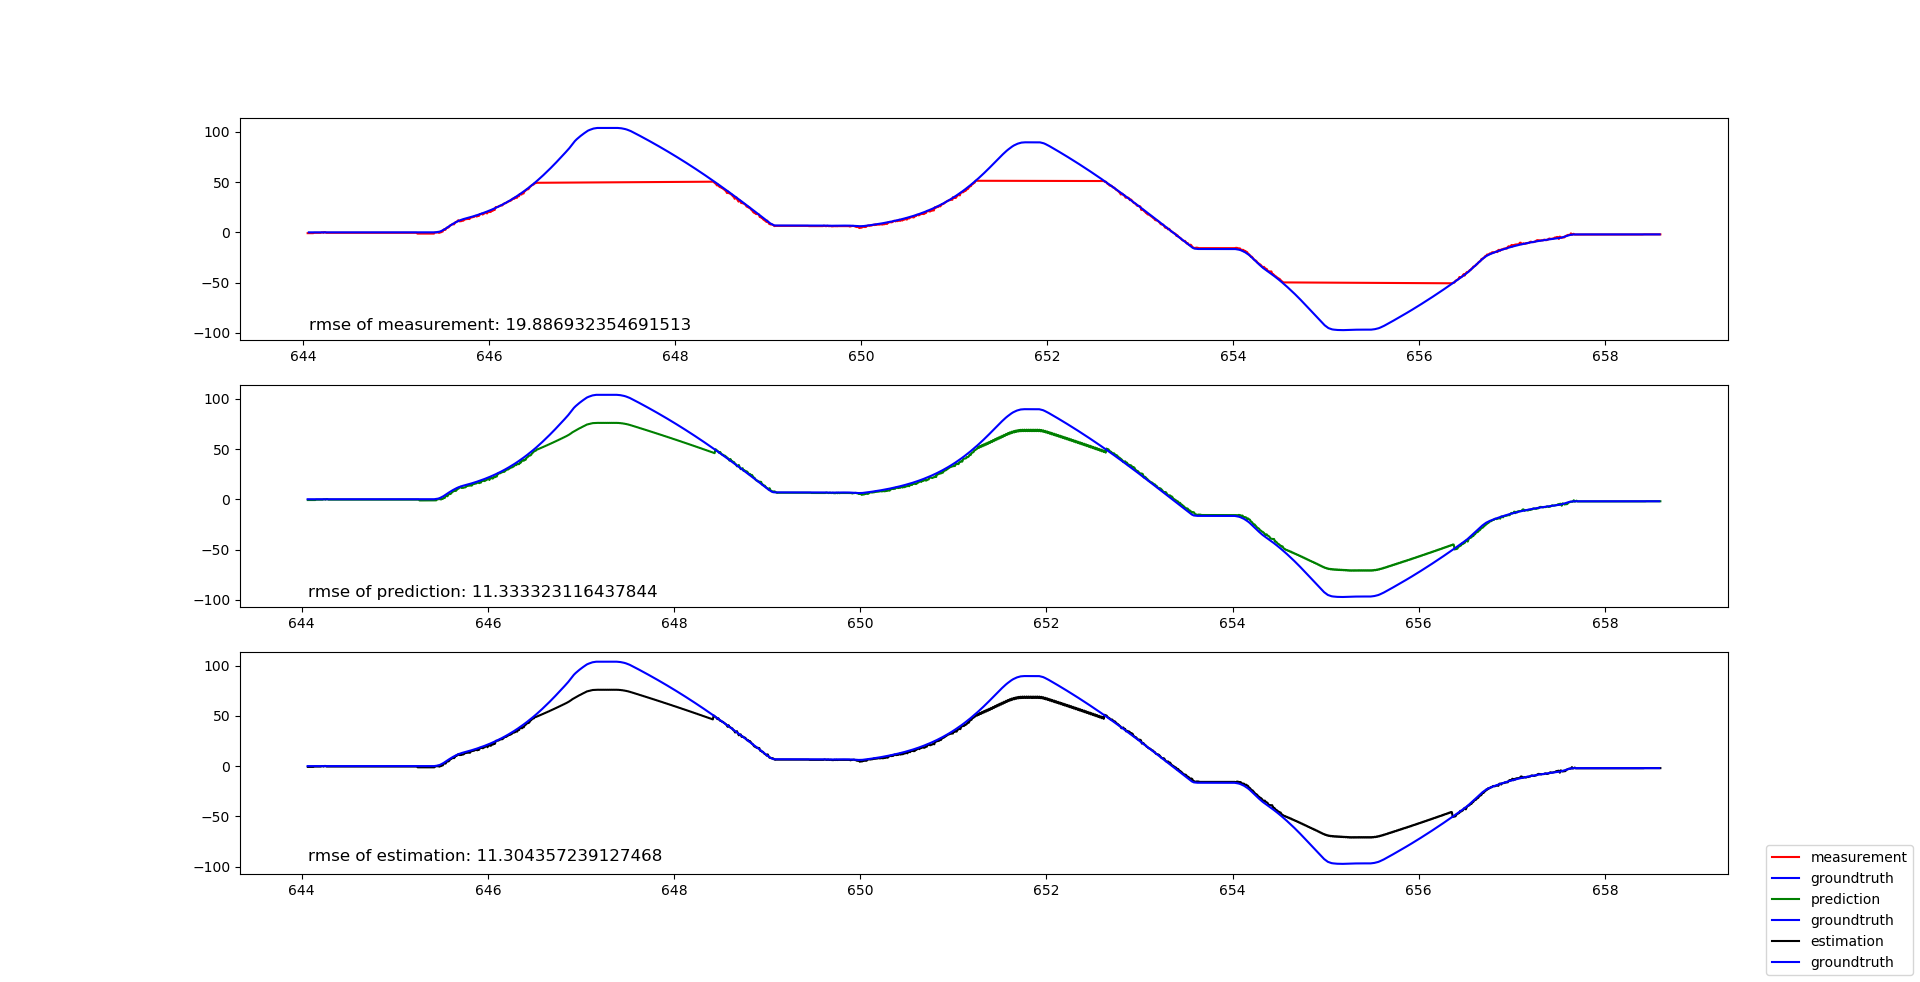 100
50
0
−50
−100
rmse of measurement: 19.886932354691513
644 646 648 650 652 654 656 658
100
50
0
−50
−100
rmse of prediction: 11.333323116437844
644 646 648 650 652 654 656 658
100
50
0
−50
−100
rmse of estimation: 11.304357239127468
644 646 648 650 652 654 656 658
measurement
groundtruth
prediction
groundtruth
estimation
groundtruth